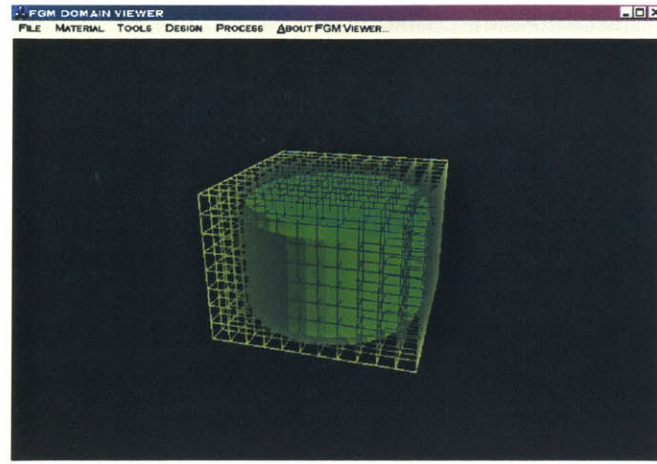 FGM DOMAIN VIEWER
FILE MATERIAL TOOLS DESIGN PROCESS ABOUT FGM VIEWER...